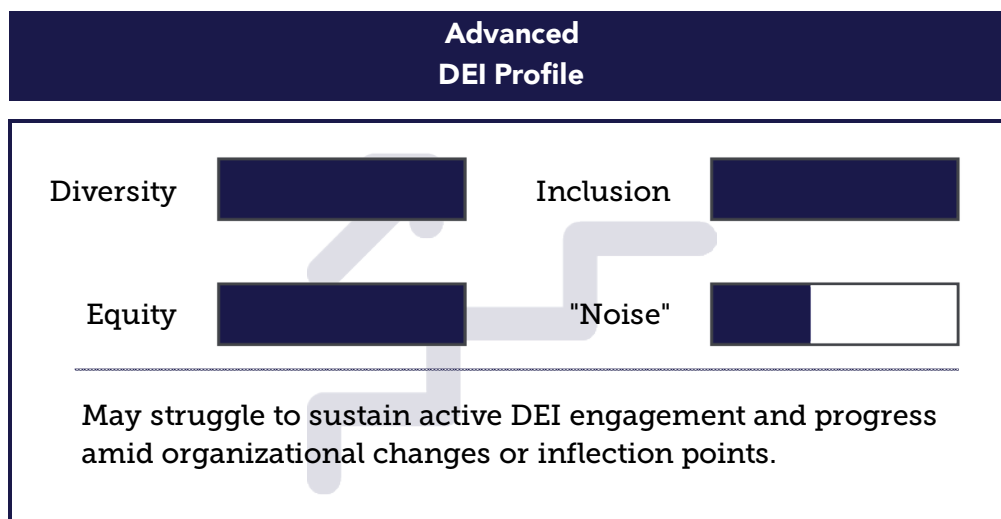 Advanced
DEI Profile
Diversity
Inclusion
Equity
"Noise"
May struggle to sustain active DEI engagement and progress
amid organizational changes or inflection points.